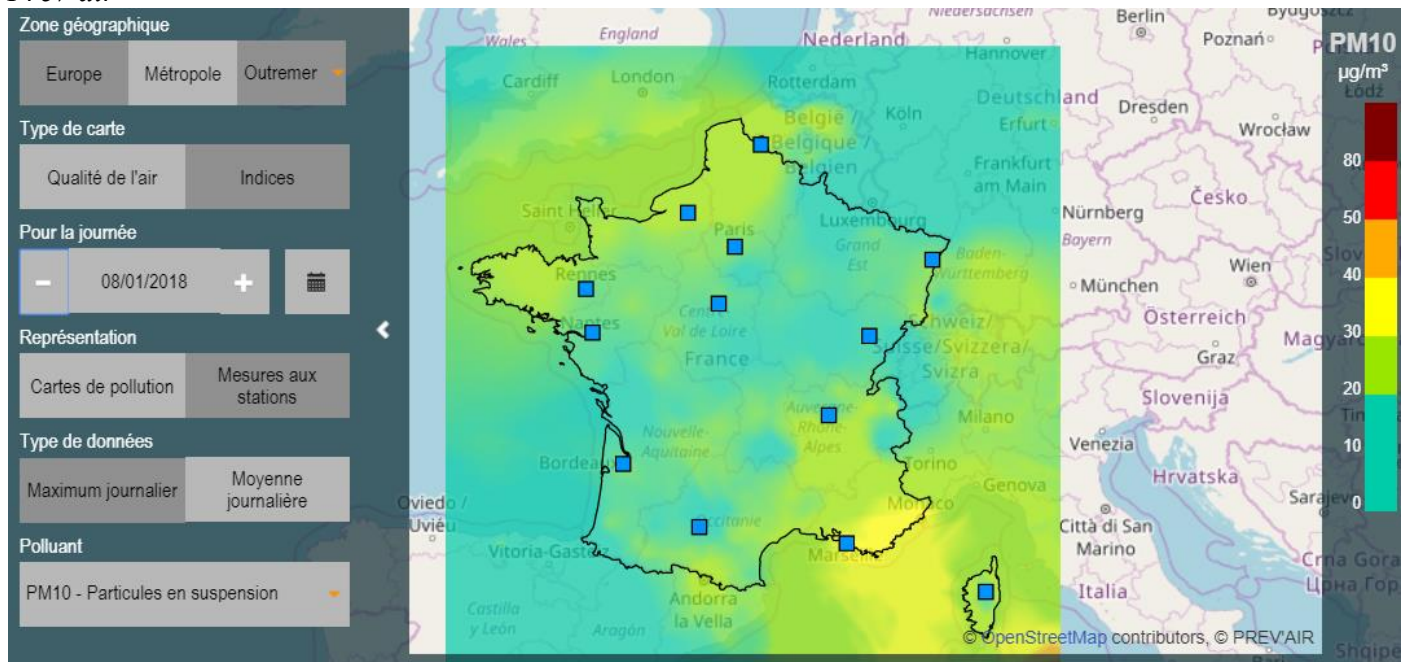 Zone géographique
Europe
Métropole
Outremer
Type de carte
Qualité de l'air
Indices
Pour la journée
-
08/01/2018
+
Représentation
Cartes de pollution
Mesures aux
stations
Type de données
Maximum journalier
Moyenne
journalière
Polluant
PM10 - Particules en suspension
Wales
England
Cardiff
London
Nederland
Rotterdam
Niedersachsen
Hannover
Berlin
Poznań
België /
Belgique /
Belgien
Köln
Deutschland
Erfurt
Dresden
Wrocław
Frankfurt
am Main
Česko
Luxembourg
Nürnberg
Bayern
Saint Helier
Paris
Grand
Est
Baden-
Württemberg
München
Wien
Rennes
Österreich
Nantes
Centre-
Val de Loire
France
Schweiz/
Suisse/Svizzera/
Svizra
Graz
Slovenija
Auvergne-
Rhône-
Alpes
Milano
Nouvelle-
Aquitaine
Venezia
Bordeaux
Torino
Hrvatska
Genova
Oviedo /
Uviéu
Monaco
Occitanie
Città di San
Marino
Vitoria-Gasteiz
Marseille
Crna Gora
Црна Гор
Andorra
la Vella
Italia
Castilla
y León
Aragón
© OpenStreetMap contributors, © PREV'AIR
PM10
µg/m³
Łódź
80
50
40
30
20
10
0